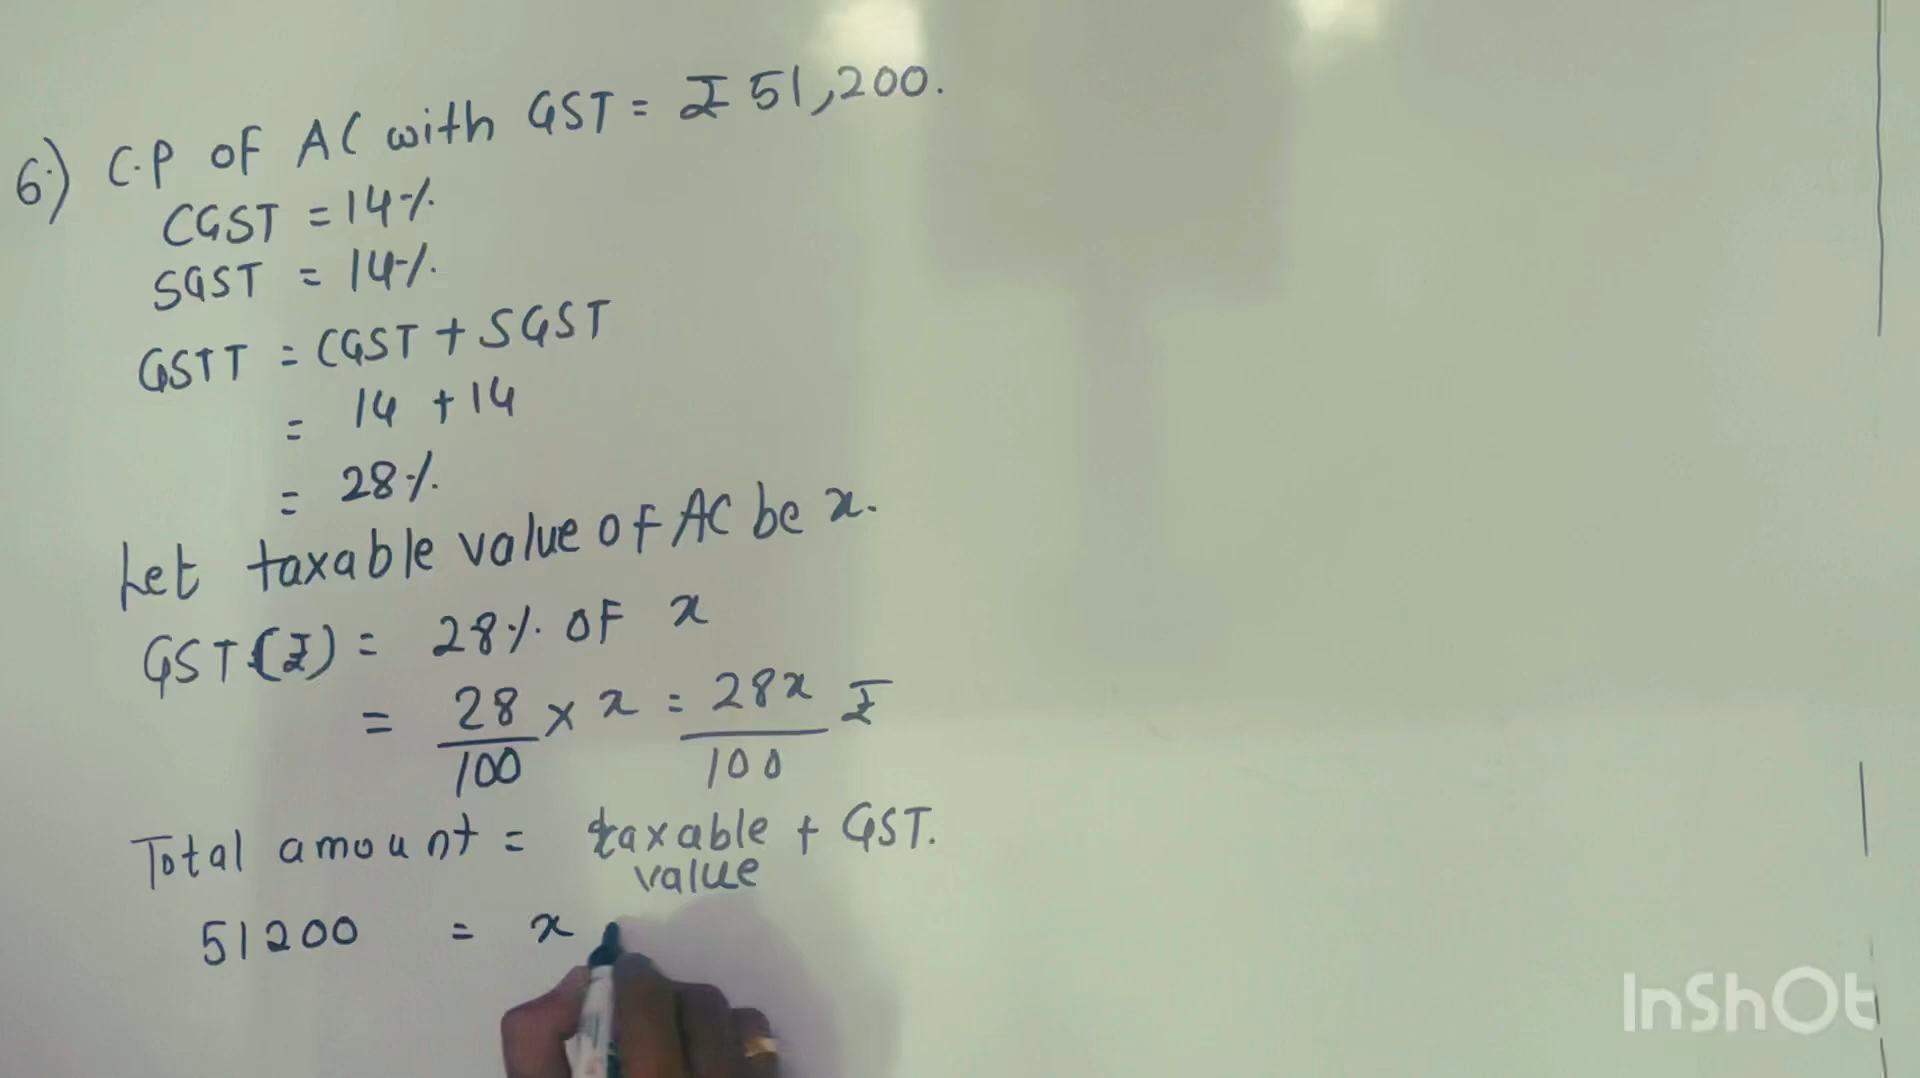 6.) C.P OF AC with GST = ₹ 51,200.
CGST = 14%
SGST = 14%.
GSTT = CGST + SGST
= 14 + 14
= 28%.
Let taxable value of AC be x.
GST (₹) = 28% OF x
= 28/100 × x = 28x/100 ₹
Total amount = taxable value + GST.
51200 = x
InShOt